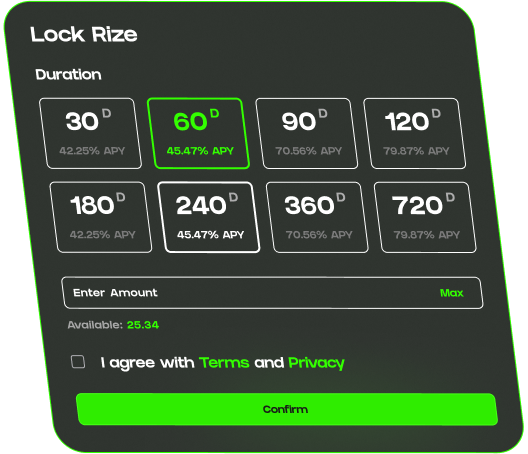 Lock Rize
Duration
30 D 60 D 90 D 120 D
42.25% APY 45.47% APY 70.56% APY 79.87% APY
180 D 240 D 360 D 720 D
42.25% APY 45.47% APY 70.56% APY 79.87% APY
Enter Amount Max
Available: 25.34
I agree with Terms and Privacy
Confirm